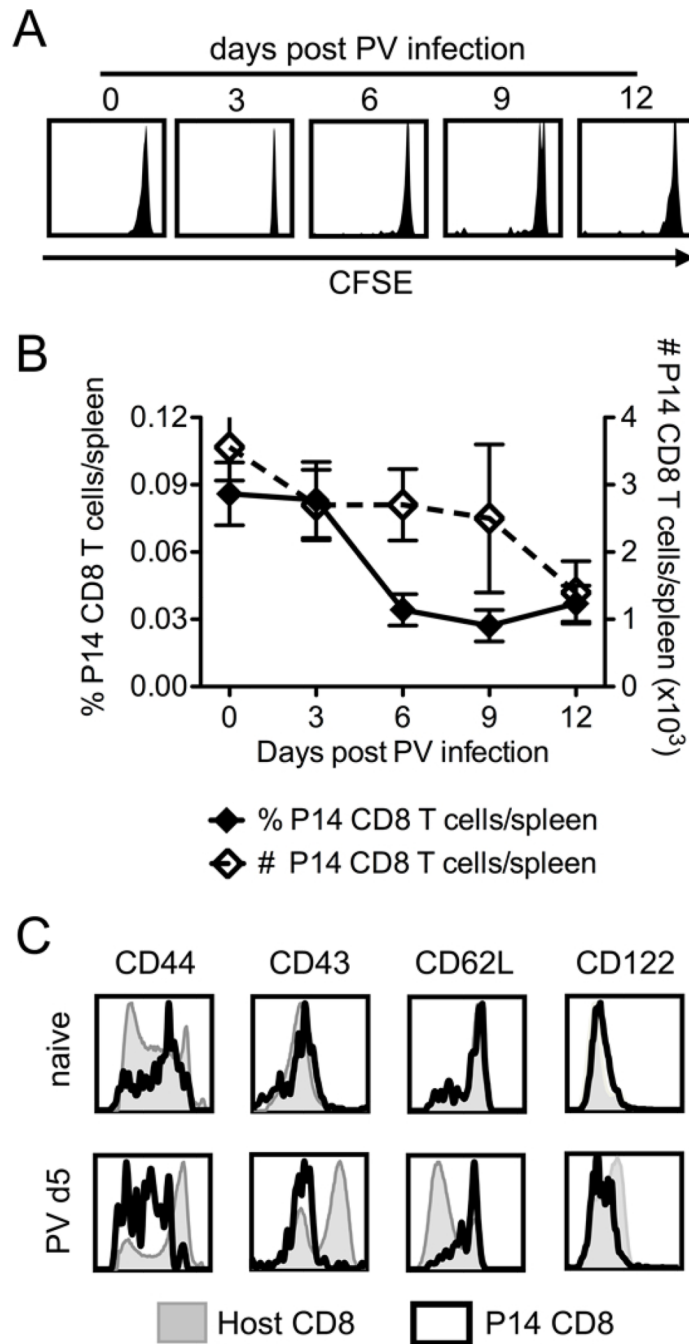 A
days post PV infection
0 3 6 9 12
CFSE
B
% P14 CD8 T cells/spleen
0.12
0.09
0.06
0.03
0.00
# P14 CD8 T cells/spleen (x10³)
4
3
2
1
0
0 3 6 9 12
Days post PV infection
% P14 CD8 T cells/spleen
# P14 CD8 T cells/spleen
C
CD44 CD43 CD62L CD122
naive
PV d5
Host CD8 P14 CD8